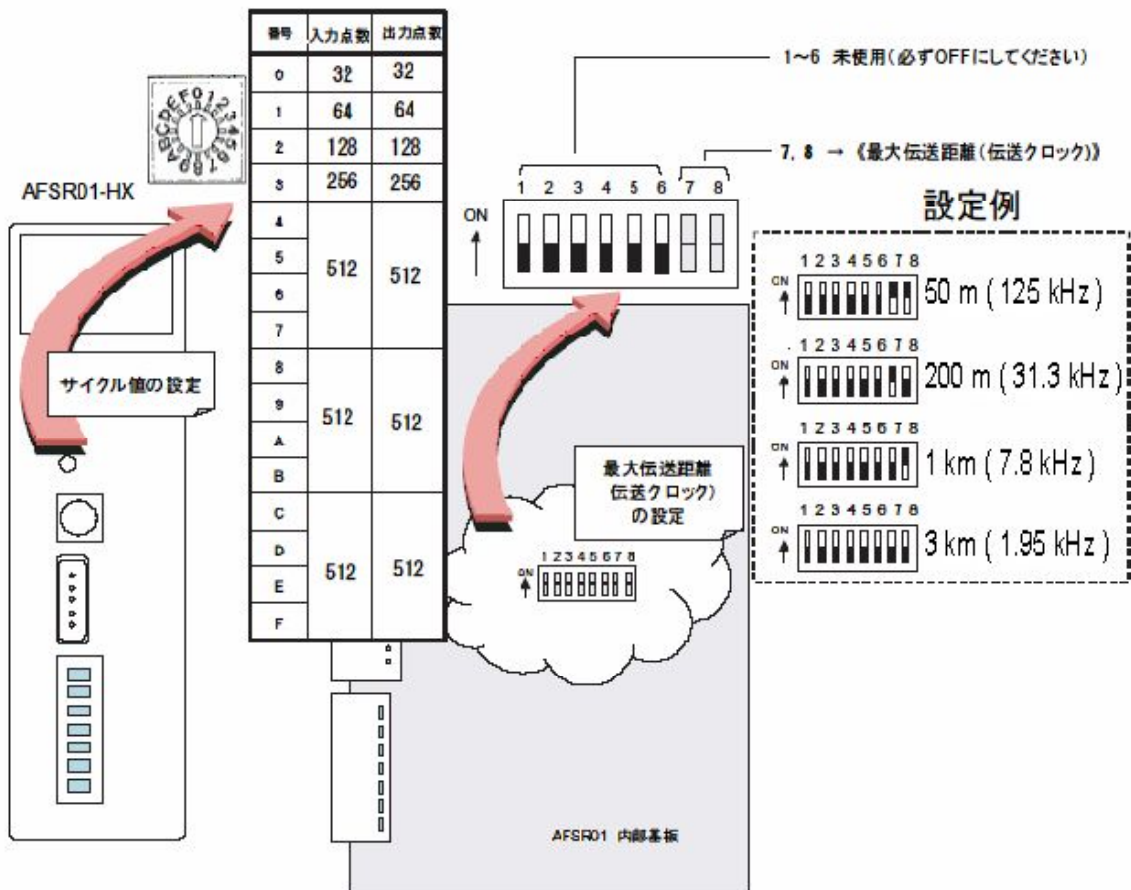 番号 入力点数 出力点数
0 32 32
1 64 64
2 128 128
3 256 256
4
5
6
7
512 512
8
9
A
B
512 512
C
D
E
F
512 512
AFSR01-HX
サイクル値の設定
1～6 未使用(必ずOFFにしてください)
7, 8 → 《最大伝送距離(伝送クロック)》
1 2 3 4 5 6 7 8
ON
設定例
1 2 3 4 5 6 7 8
ON
50 m ( 125 kHz )
1 2 3 4 5 6 7 8
ON
200 m ( 31.3 kHz )
1 2 3 4 5 6 7 8
ON
1 km ( 7.8 kHz )
1 2 3 4 5 6 7 8
ON
3 km ( 1.95 kHz )
最大伝送距離
伝送クロック)
の設定
1 2 3 4 5 6 7 8
ON
AFSR01 内部基板